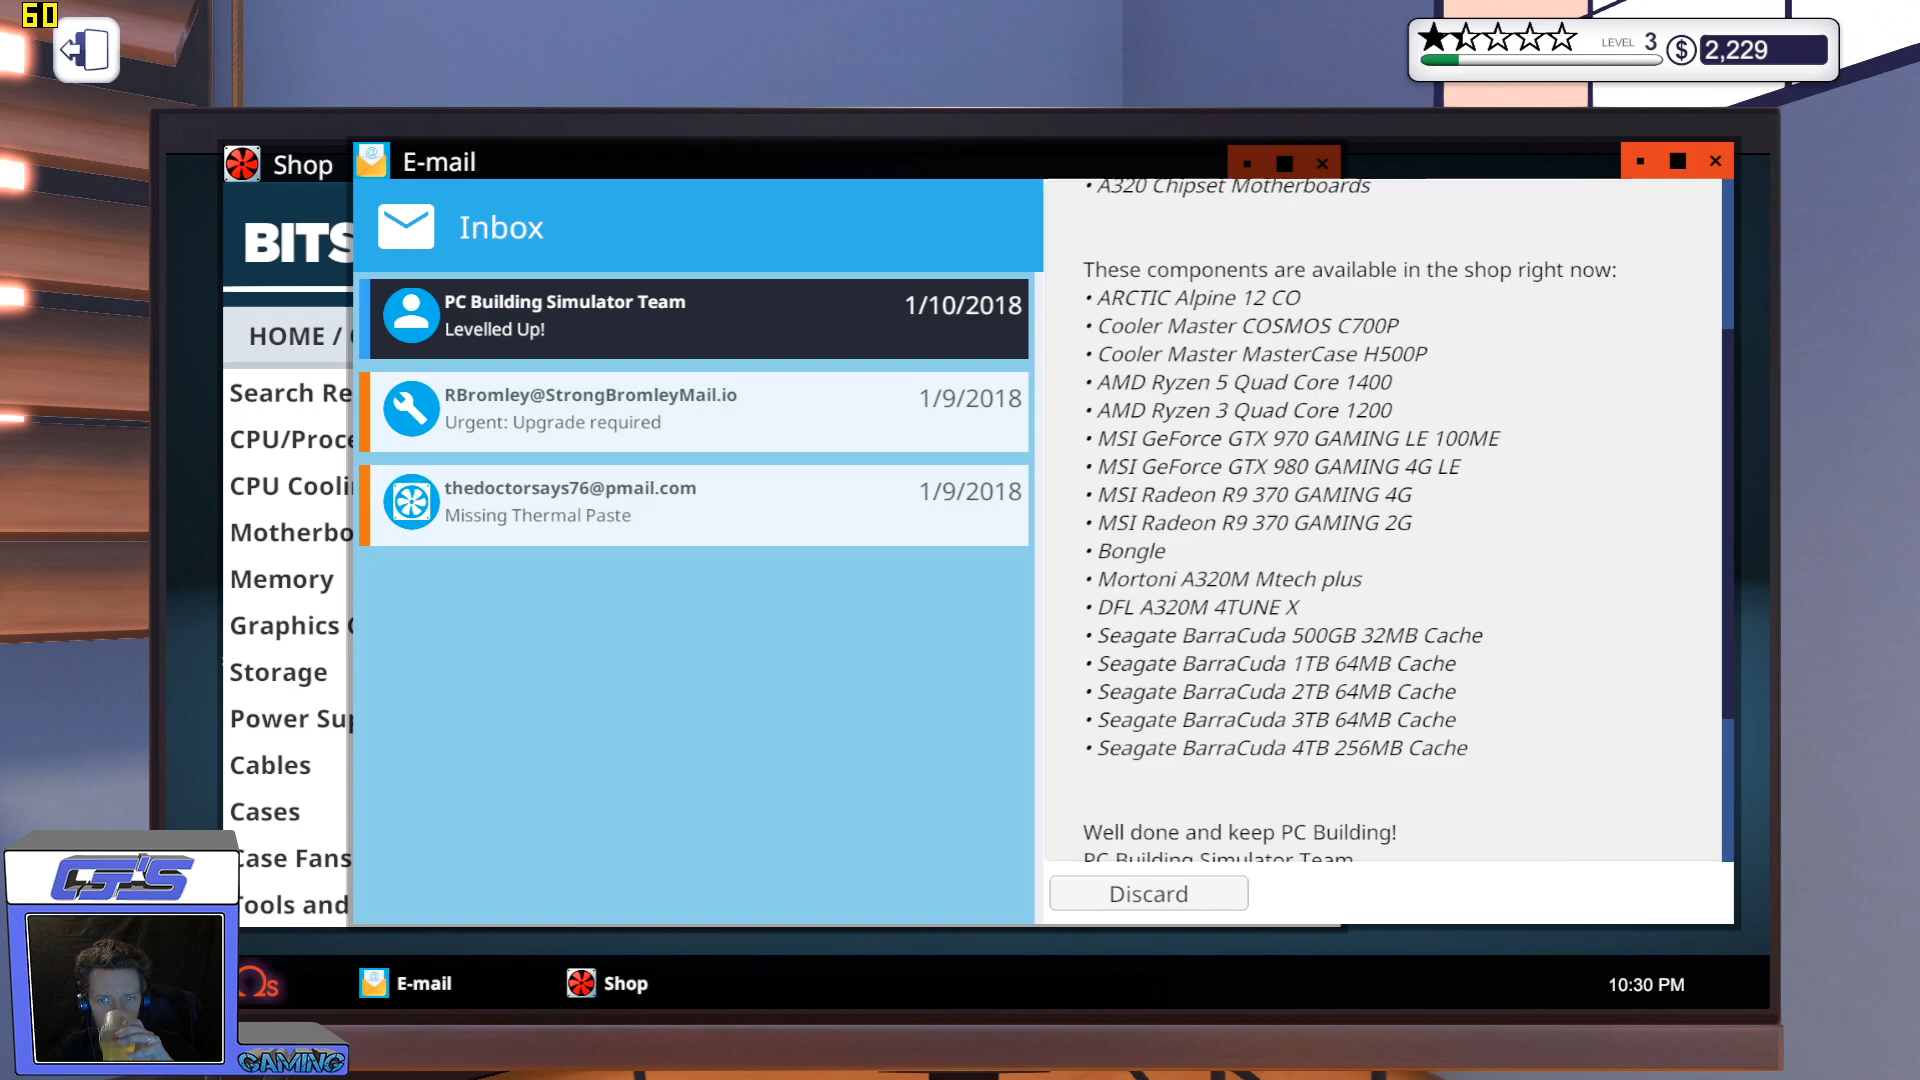 60
LEVEL 3
$ 2,229
Shop
E-mail
BITS
Inbox
HOME /
Search Re
CPU/Proce
CPU Coolin
Motherbo
Memory
Graphics
Storage
Power Sup
Cables
Cases
Case Fans
Tools and
PC Building Simulator Team
1/10/2018
Levelled Up!
RBromley@StrongBromleyMail.io
1/9/2018
Urgent: Upgrade required
thedoctorsays76@pmail.com
1/9/2018
Missing Thermal Paste
• A320 Chipset Motherboards
These components are available in the shop right now:
• ARCTIC Alpine 12 CO
• Cooler Master COSMOS C700P
• Cooler Master MasterCase H500P
• AMD Ryzen 5 Quad Core 1400
• AMD Ryzen 3 Quad Core 1200
• MSI GeForce GTX 970 GAMING LE 100ME
• MSI GeForce GTX 980 GAMING 4G LE
• MSI Radeon R9 370 GAMING 4G
• MSI Radeon R9 370 GAMING 2G
• Bongle
• Mortoni A320M Mtech plus
• DFL A320M 4TUNE X
• Seagate BarraCuda 500GB 32MB Cache
• Seagate BarraCuda 1TB 64MB Cache
• Seagate BarraCuda 2TB 64MB Cache
• Seagate BarraCuda 3TB 64MB Cache
• Seagate BarraCuda 4TB 256MB Cache
Well done and keep PC Building!
PC Building Simulator Team
Discard
E-mail
Shop
10:30 PM
GAMING